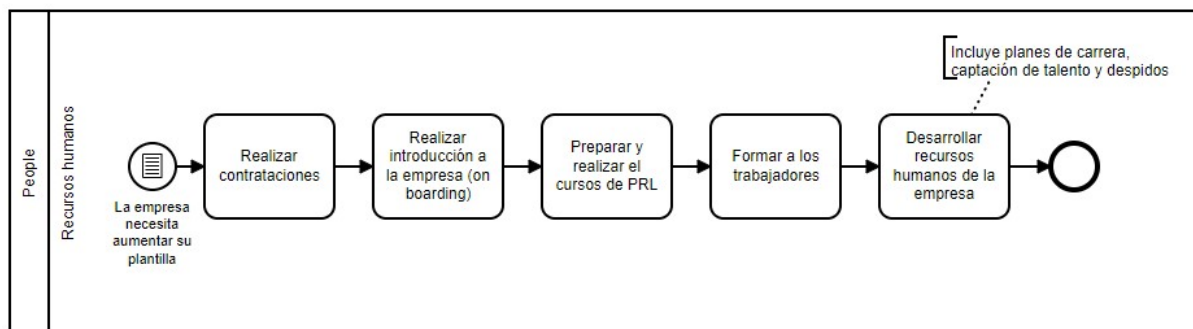 People
Recursos humanos
La empresa
necesita
aumentar su
plantilla
Realizar
contrataciones
Realizar
introducción a
la empresa (on
boarding)
Preparar y
realizar el
cursos de PRL
Formar a los
trabajadores
Incluye planes de carrera,
captación de talento y despidos
Desarrollar
recursos
humanos de la
empresa